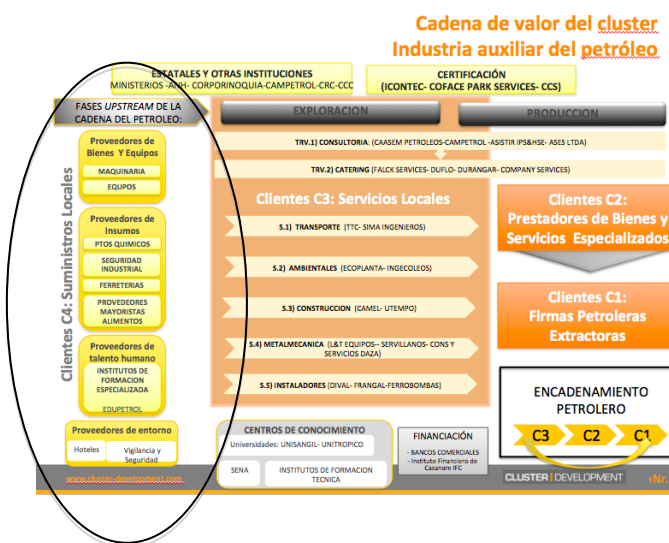 Cadena de valor del cluster
Industria auxiliar del petróleo
ESTATALES Y OTRAS INSTITUCIONES
MINISTERIOS -ANH- CORPORINOQUIA-CAMPETROL-CRC-CCC
CERTIFICACIÓN
(ICONTEC- COFACE PARK SERVICES- CCS)
FASES UPSTREAM DE LA
CADENA DEL PETROLEO:
EXPLORACION
PRODUCCION
TRV.1) CONSULTORIA: (CAASEM PETROLEOS-CAMPETROL -ASISTIR IPS&HSE- ASES LTDA)
TRV.2) CATERING (FALCK SERVICES- DUFLO- DURANGAR- COMPANY SERVICES)
Clientes C4: Suministros Locales
Proveedores de
Bienes Y Equipos
MAQUINARIA
EQUPOS
Proveedores de
Insumos
PTOS QUIMICOS
SEGURIDAD
INDUSTRIAL
FERRETERIAS
PROVEDEORES
MAYORISTAS
ALIMENTOS
Proveedores de
talento humano
INSTITUTOS DE
FORMACION
ESPECIALIZADA
EDUPETROL
Proveedores de entorno
Hoteles
Vigilancia y
Seguridad
Clientes C3: Servicios Locales
S.1) TRANSPORTE (TTC- SIMA INGENIEROS)
S.2) AMBIENTALES (ECOPLANTA- INGECOLEOS)
S.3) CONSTRUCCION (CAMEL- UTEMPO)
S.4) METALMECANICA (L&T EQUIPOS-- SERVILLANOS- CONS Y
SERVICIOS DAZA)
S.5) INSTALADORES (DIVAL- FRANGAL-FERROBOMBAS)
Clientes C2:
Prestadores de Bienes y
Servicios Especializados
Clientes C1:
Firmas Petroleras
Extractoras
ENCADENAMIENTO
PETROLERO
C3 C2 C1
CENTROS DE CONOCIMIENTO
Universidades: UNISANGIL- UNITROPICO
SENA
INSTITUTOS DE FORMACION
TECNICA
FINANCIACIÓN
- BANCOS COMERCIALES
- Instituto Financiero de
Casanare IFC
www.cluster-development.com
CLUSTER | DEVELOPMENT
‹Nr.